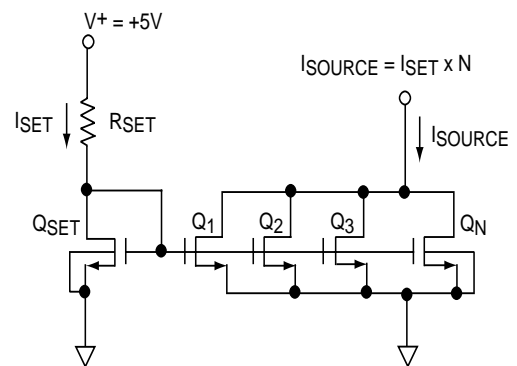 V+ = +5V
ISOURCE = ISET x N
ISET
RSET
ISOURCE
QSET
Q1
Q2
Q3
QN